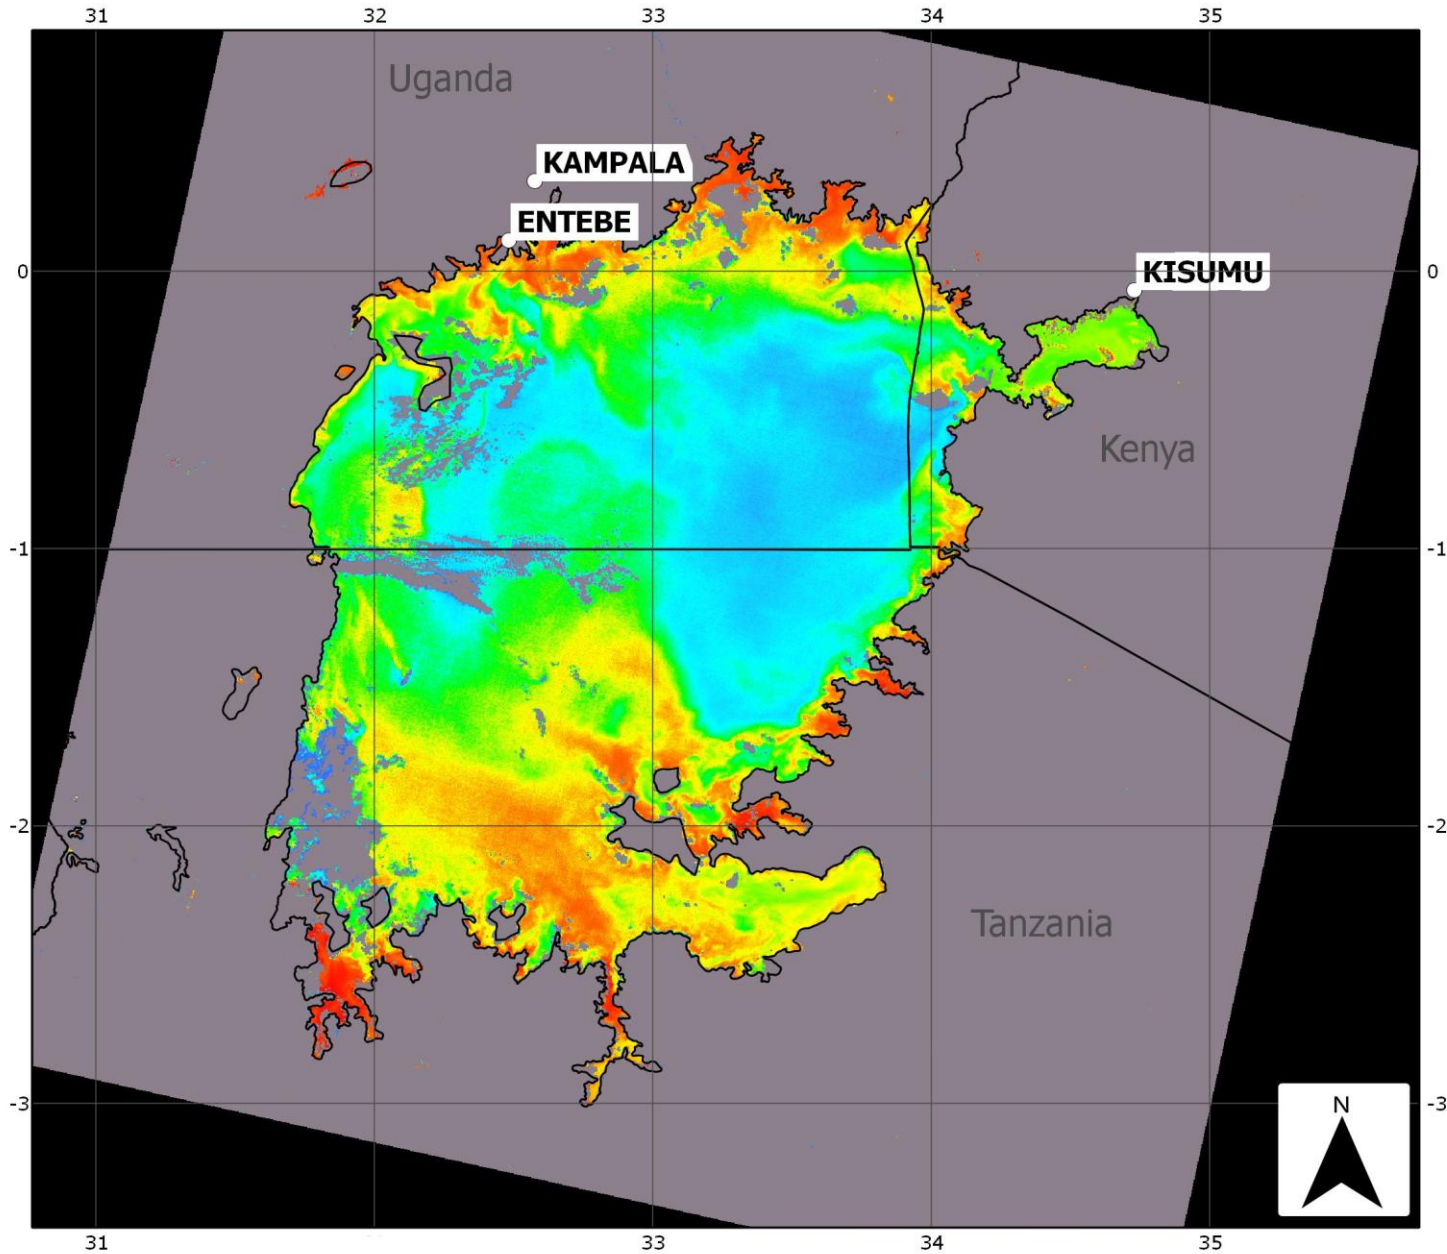 31 32 33 34 35
Uganda
KAMPALA
ENTEBE
0 0
KISUMU
Kenya
-1 -1
-2 -2
Tanzania
-3 -3
N
31 32 33 34 35